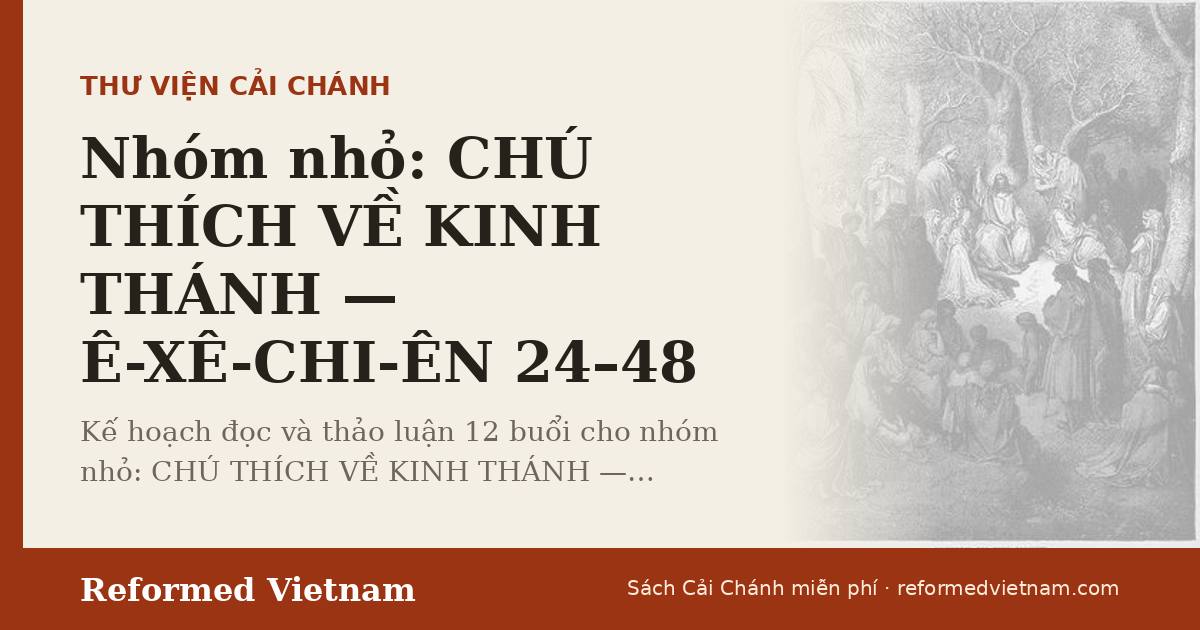 THƯ VIỆN CẢI CHÁNH
Nhóm nhỏ: CHÚ
THÍCH VỀ KINH
THÁNH —
Ê-XÊ-CHI-ÊN 24–48
Kế hoạch đọc và thảo luận 12 buổi cho nhóm
nhỏ: CHÚ THÍCH VỀ KINH THÁNH —…
Reformed Vietnam
Sách Cải Chánh miễn phí · reformedvietnam.com